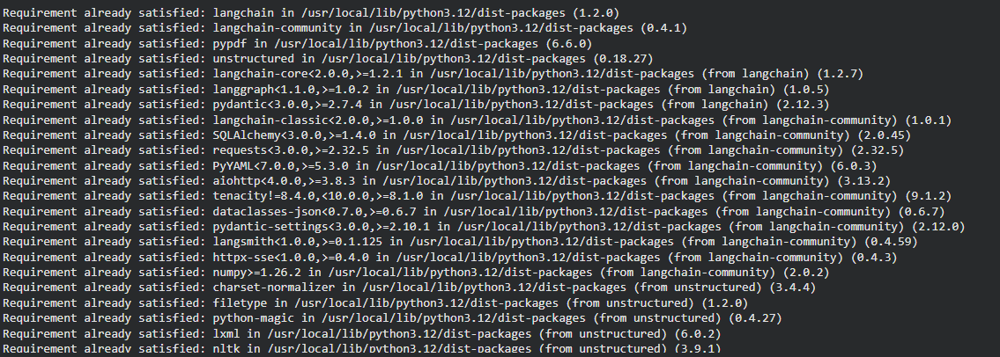 Requirement already satisfied: langchain in /usr/local/lib/python3.12/dist-packages (1.2.0)
Requirement already satisfied: langchain-community in /usr/local/lib/python3.12/dist-packages (0.4.1)
Requirement already satisfied: pypdf in /usr/local/lib/python3.12/dist-packages (6.6.0)
Requirement already satisfied: unstructured in /usr/local/lib/python3.12/dist-packages (0.18.27)
Requirement already satisfied: langchain-core<2.0.0,>=1.2.1 in /usr/local/lib/python3.12/dist-packages (from langchain) (1.2.7)
Requirement already satisfied: langgraph<1.1.0,>=1.0.2 in /usr/local/lib/python3.12/dist-packages (from langchain) (1.0.5)
Requirement already satisfied: pydantic<3.0.0,>=2.7.4 in /usr/local/lib/python3.12/dist-packages (from langchain) (2.12.3)
Requirement already satisfied: langchain-classic<2.0.0,>=1.0.0 in /usr/local/lib/python3.12/dist-packages (from langchain-community) (1.0.1)
Requirement already satisfied: SQLAlchemy<3.0.0,>=1.4.0 in /usr/local/lib/python3.12/dist-packages (from langchain-community) (2.0.45)
Requirement already satisfied: requests<3.0.0,>=2.32.5 in /usr/local/lib/python3.12/dist-packages (from langchain-community) (2.32.5)
Requirement already satisfied: PyYAML<7.0.0,>=5.3.0 in /usr/local/lib/python3.12/dist-packages (from langchain-community) (6.0.3)
Requirement already satisfied: aiohttp<4.0.0,>=3.8.3 in /usr/local/lib/python3.12/dist-packages (from langchain-community) (3.13.2)
Requirement already satisfied: tenacity!=8.4.0,<10.0.0,>=8.1.0 in /usr/local/lib/python3.12/dist-packages (from langchain-community) (9.1.2)
Requirement already satisfied: dataclasses-json<0.7.0,>=0.6.7 in /usr/local/lib/python3.12/dist-packages (from langchain-community) (0.6.7)
Requirement already satisfied: pydantic-settings<3.0.0,>=2.10.1 in /usr/local/lib/python3.12/dist-packages (from langchain-community) (2.12.0)
Requirement already satisfied: langsmith<1.0.0,>=0.1.125 in /usr/local/lib/python3.12/dist-packages (from langchain-community) (0.4.59)
Requirement already satisfied: httpx-sse<1.0.0,>=0.4.0 in /usr/local/lib/python3.12/dist-packages (from langchain-community) (0.4.3)
Requirement already satisfied: numpy>=1.26.2 in /usr/local/lib/python3.12/dist-packages (from langchain-community) (2.0.2)
Requirement already satisfied: charset-normalizer in /usr/local/lib/python3.12/dist-packages (from unstructured) (3.4.4)
Requirement already satisfied: filetype in /usr/local/lib/python3.12/dist-packages (from unstructured) (1.2.0)
Requirement already satisfied: python-magic in /usr/local/lib/python3.12/dist-packages (from unstructured) (0.4.27)
Requirement already satisfied: lxml in /usr/local/lib/python3.12/dist-packages (from unstructured) (6.0.2)
Requirement already satisfied: nltk in /usr/local/lib/python3.12/dist-packages (from unstructured) (3.9.1)